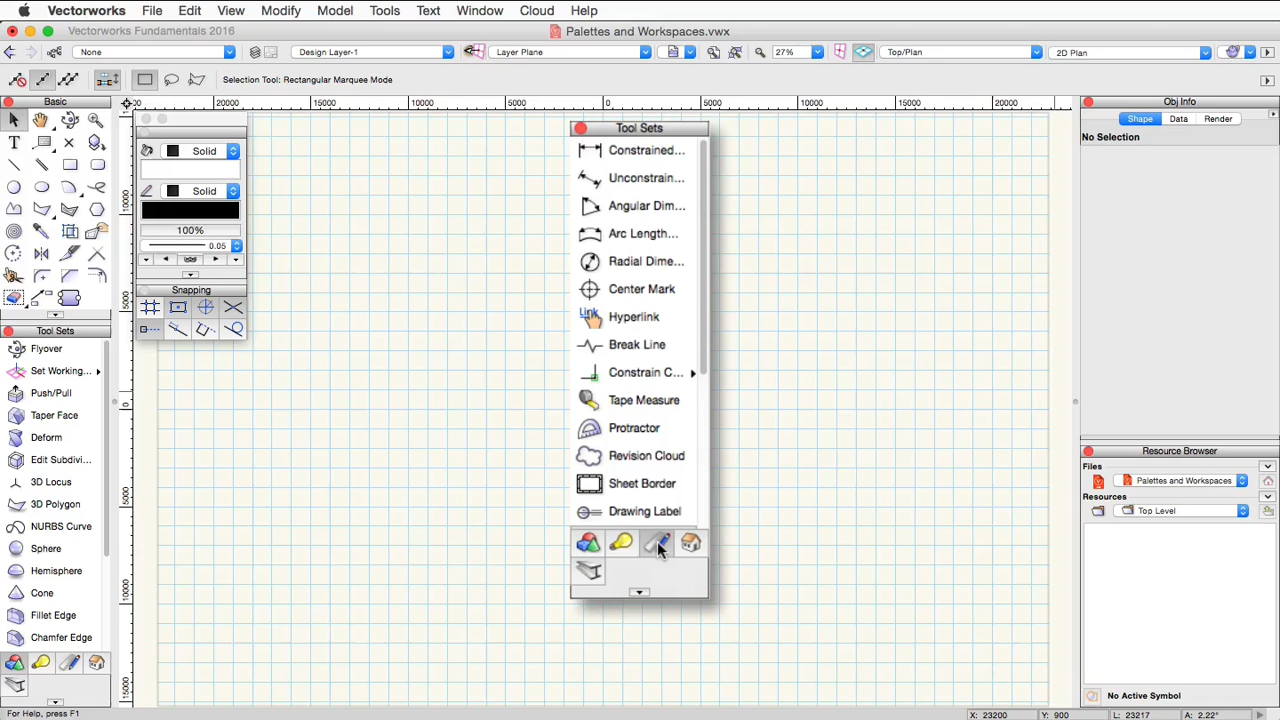 Vectorworks File Edit View Modify Model Tools Text Window Cloud Help
Vectorworks Fundamentals 2016
Palettes and Workspaces.vwx
None Design Layer-1 Layer Plane 27% Top/Plan 2D Plan
Selection Tool: Rectangular Marquee Mode
Basic
20000 15000 10000 5000 0 5000 10000 15000 20000
10000
5000
0
5000
10000
15000
Solid
Solid
100%
0.05
Snapping
Tool Sets
Flyover
Set Working...
Push/Pull
Taper Face
Deform
Edit Subdivi...
3D Locus
3D Polygon
NURBS Curve
Sphere
Hemisphere
Cone
Fillet Edge
Chamfer Edge
Tool Sets
Constrained...
Unconstrain...
Angular Dim...
Arc Length...
Radial Dime...
Center Mark
Link
Hyperlink
Break Line
Constrain C...
Tape Measure
Protractor
Revision Cloud
Sheet Border
Drawing Label
Obj Info
Shape Data Render
No Selection
Resource Browser
Files
Palettes and Workspaces
Resources
Top Level
No Active Symbol
For Help, press F1
X: 23200 Y: 900 L: 23217 A: 2.22°